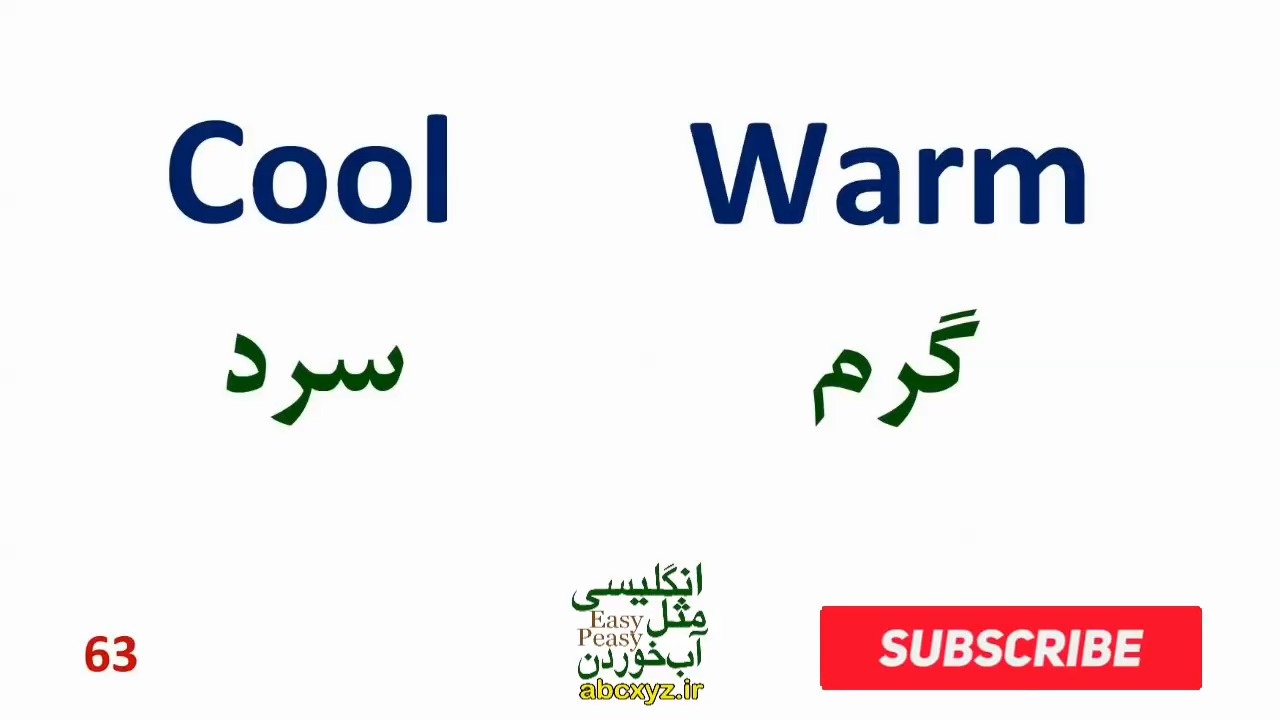 Cool Warm
سرد گرم
انگلیسی
مثل
Easy
Peasy
آب‌خوردن
abcxyz.ir
63
SUBSCRIBE